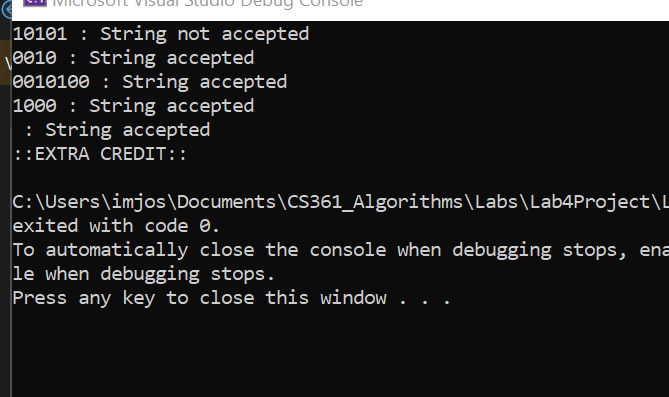 Microsoft Visual Studio Debug Console
10101 : String not accepted
0010 : String accepted
0010100 : String accepted
1000 : String accepted
 : String accepted
::EXTRA CREDIT::
C:\Users\imjos\Documents\CS361_Algorithms\Labs\Lab4Project\L
exited with code 0.
To automatically close the console when debugging stops, ena
le when debugging stops.
Press any key to close this window . . .